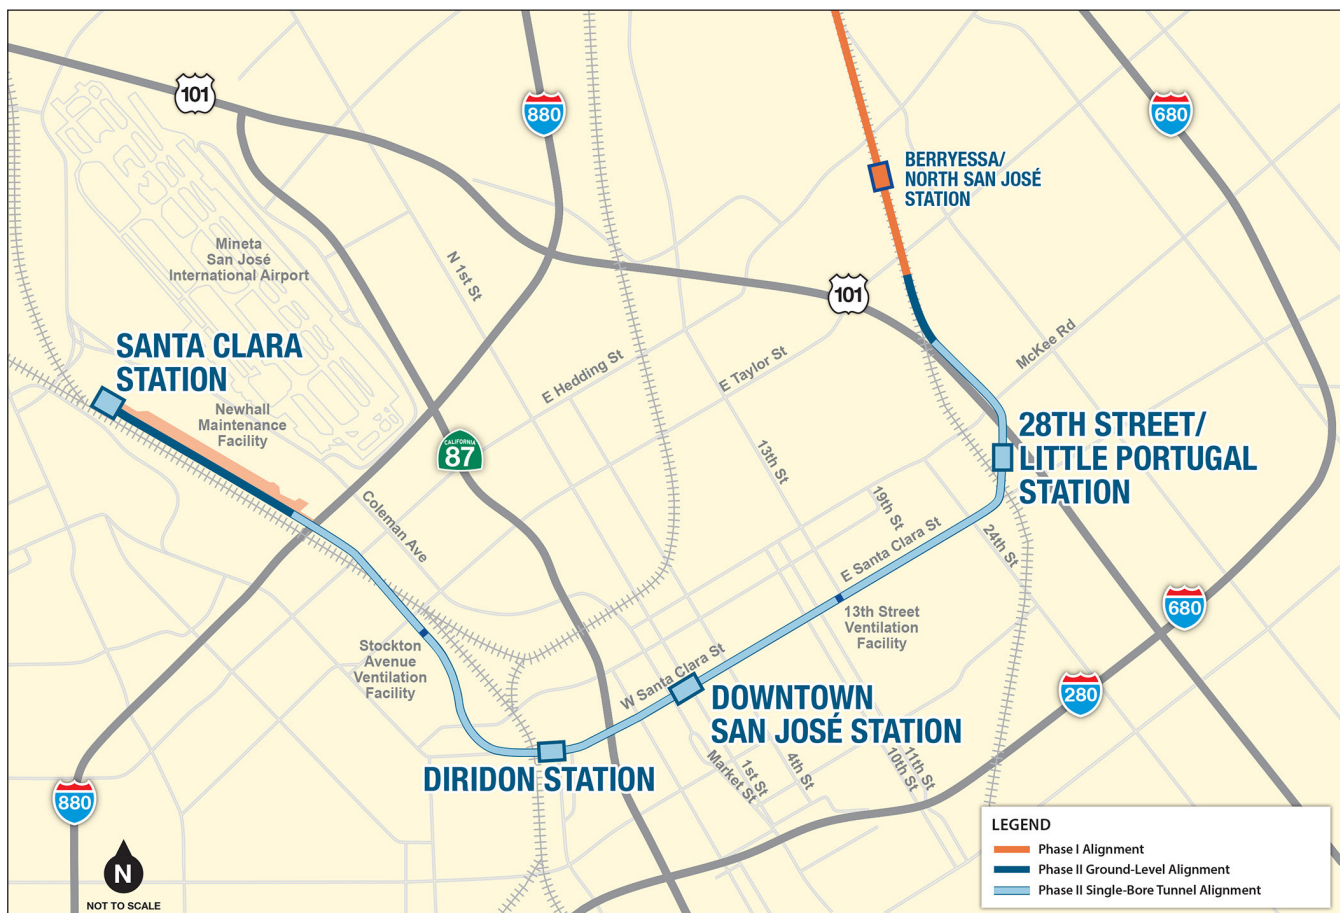 101
880
680
BERRYESSA/
NORTH SAN JOSÉ
STATION
Mineta
San José
International Airport
N 1st St
101
SANTA CLARA
STATION
McKee Rd
E Hedding St
E Taylor St
Newhall
Maintenance
Facility
CALIFORNIA
87
28TH STREET/
LITTLE PORTUGAL
STATION
13th St
Coleman Ave
19th St
E Santa Clara St
24th St
13th Street
Ventilation
Facility
680
Stockton
Avenue
Ventilation
Facility
W Santa Clara St
280
DOWNTOWN
SAN JOSÉ STATION
DIRIDON STATION
Market St
1st St
4th St
10th St
11th St
880
N
NOT TO SCALE
LEGEND
Phase I Alignment
Phase II Ground-Level Alignment
Phase II Single-Bore Tunnel Alignment